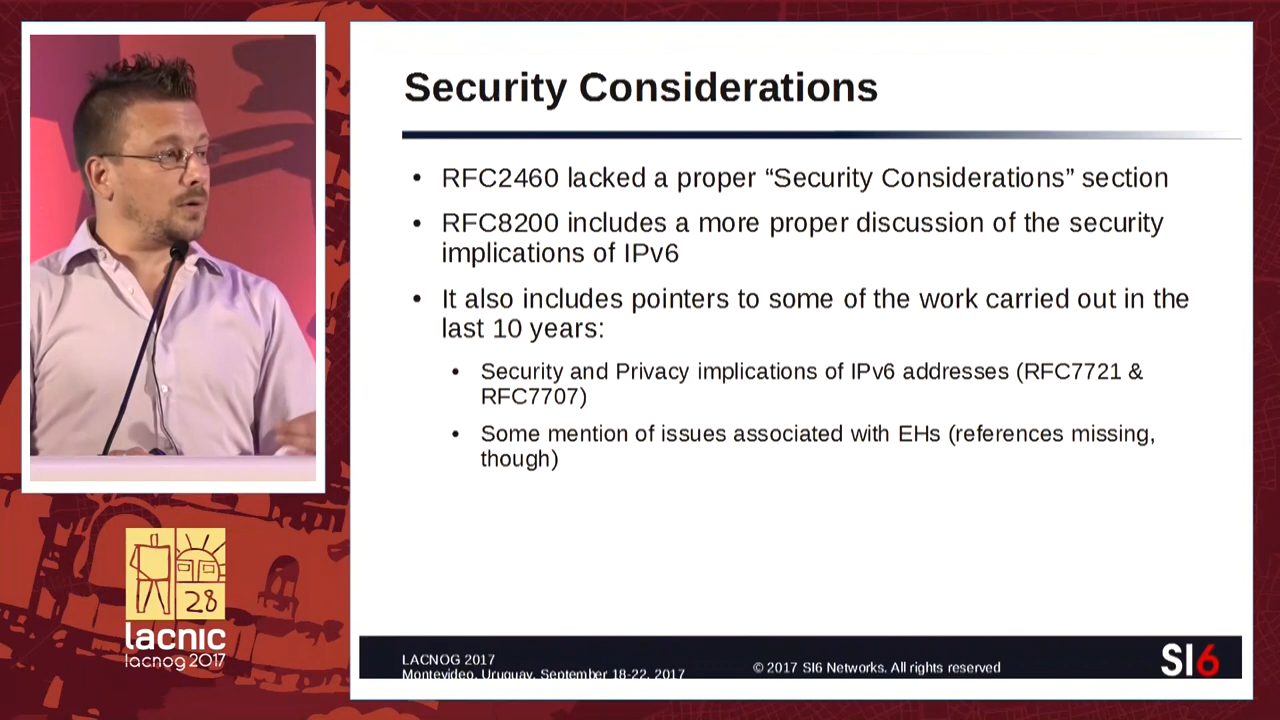 Security Considerations
• RFC2460 lacked a proper “Security Considerations” section
• RFC8200 includes a more proper discussion of the security
implications of IPv6
• It also includes pointers to some of the work carried out in the
last 10 years:
• Security and Privacy implications of IPv6 addresses (RFC7721 &
RFC7707)
• Some mention of issues associated with EHs (references missing,
though)
28
lacnic
lacnog 2017
LACNOG 2017
Montevideo, Uruguay, September 18-22, 2017
© 2017 SI6 Networks. All rights reserved
SI6